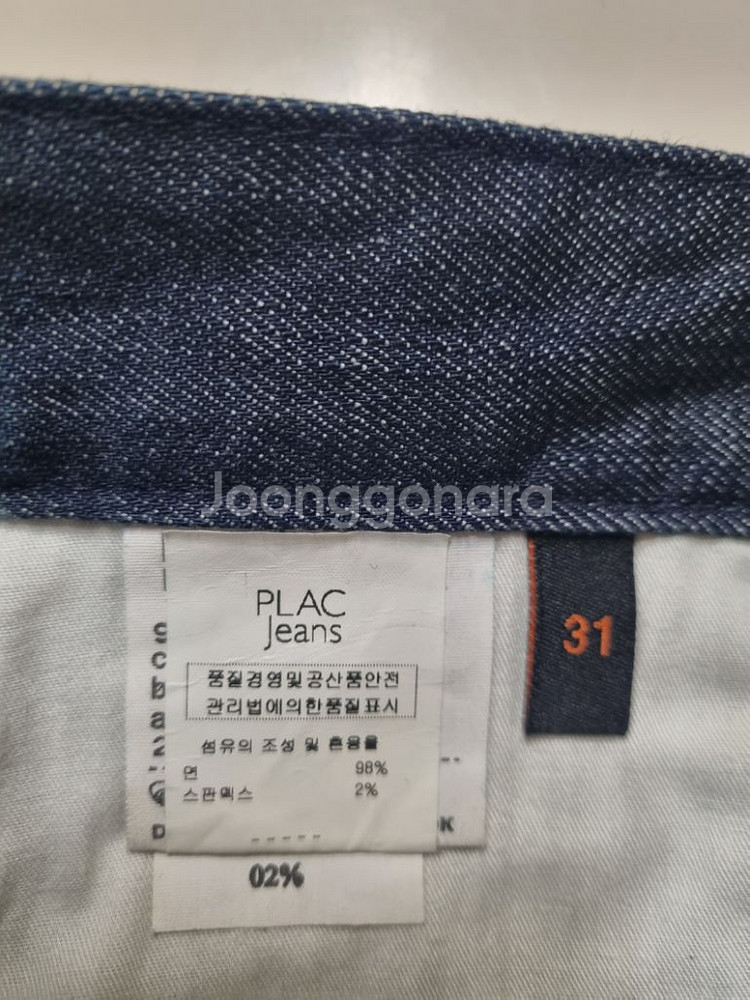 Joonggonara
PLAC
Jeans
31
품질경영및공산품안전
관리법에의한품질표시
섬유의 조성 및 혼용율
면 98%
스판덱스 2%
02%